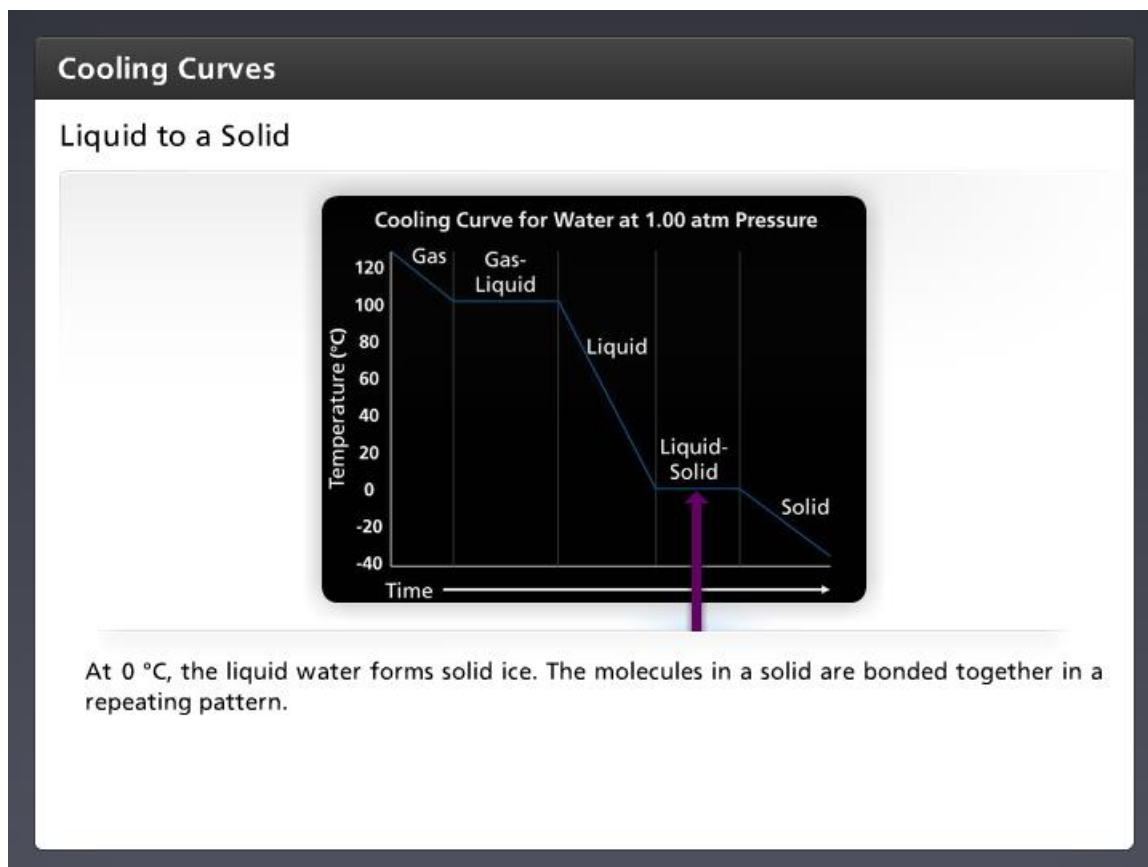 Cooling Curves
Liquid to a Solid
Cooling Curve for Water at 1.00 atm Pressure
Temperature (°C)
120
100
80
60
40
20
0
-20
-40
Gas
Gas-
Liquid
Liquid
Liquid-
Solid
Solid
Time
At 0 °C, the liquid water forms solid ice. The molecules in a solid are bonded together in a
repeating pattern.